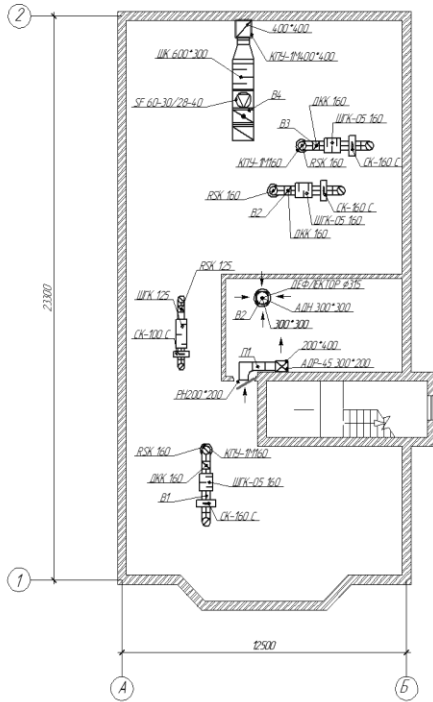 2
400*400
КПУ-1М400*400
ШК 600*300
В4
SF 60-30/28-40
ДКК 160
ШГК-05 160
В3
КПУ-1М160
RSK 160
СК-160 С
RSK 160
В2
СК-160 С
ШГК-05 160
ДКК 160
RSK 125
ШГК 125
СК-100 С
ДЕФЛЕКТОР ф315
АДН 300*300
В2
300*300
200*400
П1
АДР-45 300*200
РН200*200
23300
RSK 160
КПУ-1М160
ДКК 160
ШГК-05 160
В1
СК-160 С
1
12500
А
Б